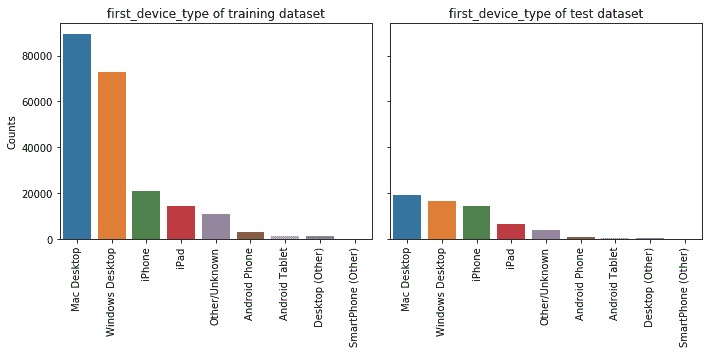 first_device_type of training dataset
first_device_type of test dataset
Counts
80000
60000
40000
20000
0
Mac Desktop
Windows Desktop
iPhone
iPad
Other/Unknown
Android Phone
Android Tablet
Desktop (Other)
SmartPhone (Other)
Mac Desktop
Windows Desktop
iPhone
iPad
Other/Unknown
Android Phone
Android Tablet
Desktop (Other)
SmartPhone (Other)